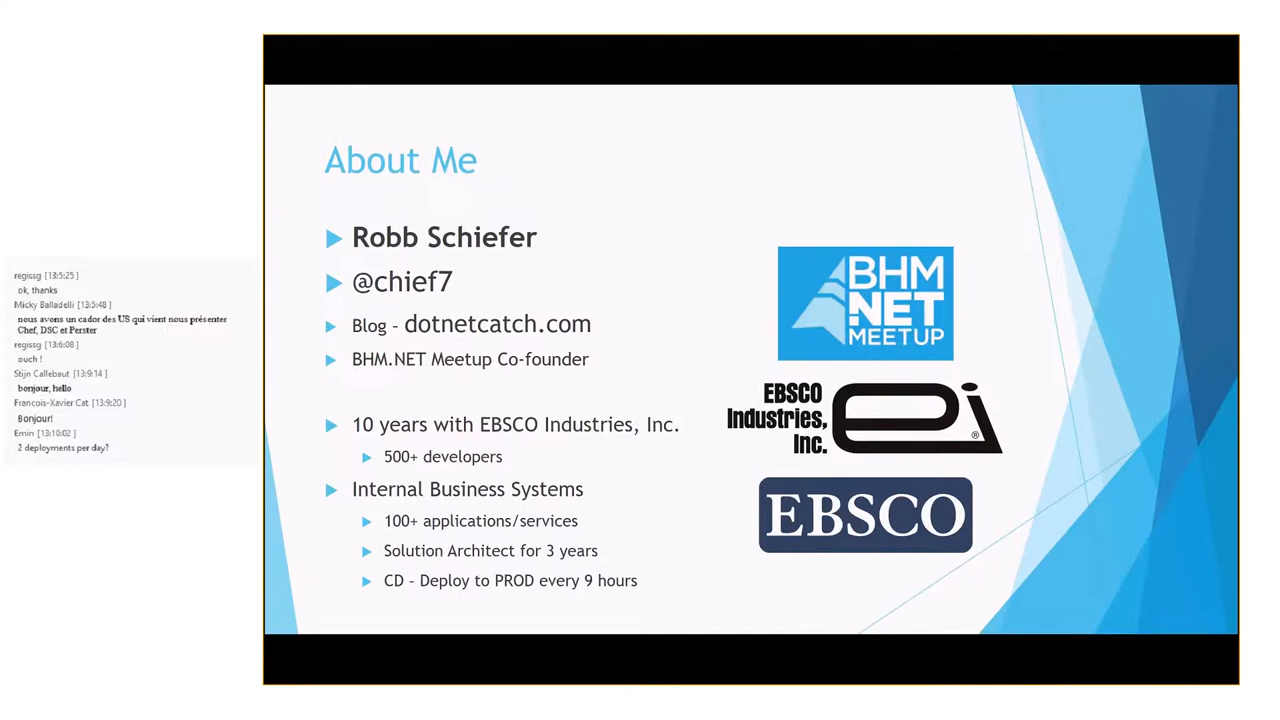 regissg [13:5:25]
ok, thanks
Micky Balladelli [13:5:48]
nous avons un cador des US qui vient nous présenter
Chef, DSC et Perster
regissg [13:6:08]
ouch !
Stijn Callebaut [13:9:14]
bonjour, hello
Francois-Xavier Cat [13:9:20]
Bonjour!
Emin [13:10:02]
2 deployments per day?
About Me
Robb Schiefer
@chief7
Blog – dotnetcatch.com
BHM.NET Meetup Co-founder
10 years with EBSCO Industries, Inc.
500+ developers
Internal Business Systems
100+ applications/services
Solution Architect for 3 years
CD – Deploy to PROD every 9 hours
BHM
.NET
MEETUP
EBSCO
Industries,
Inc.
ei
®
EBSCO